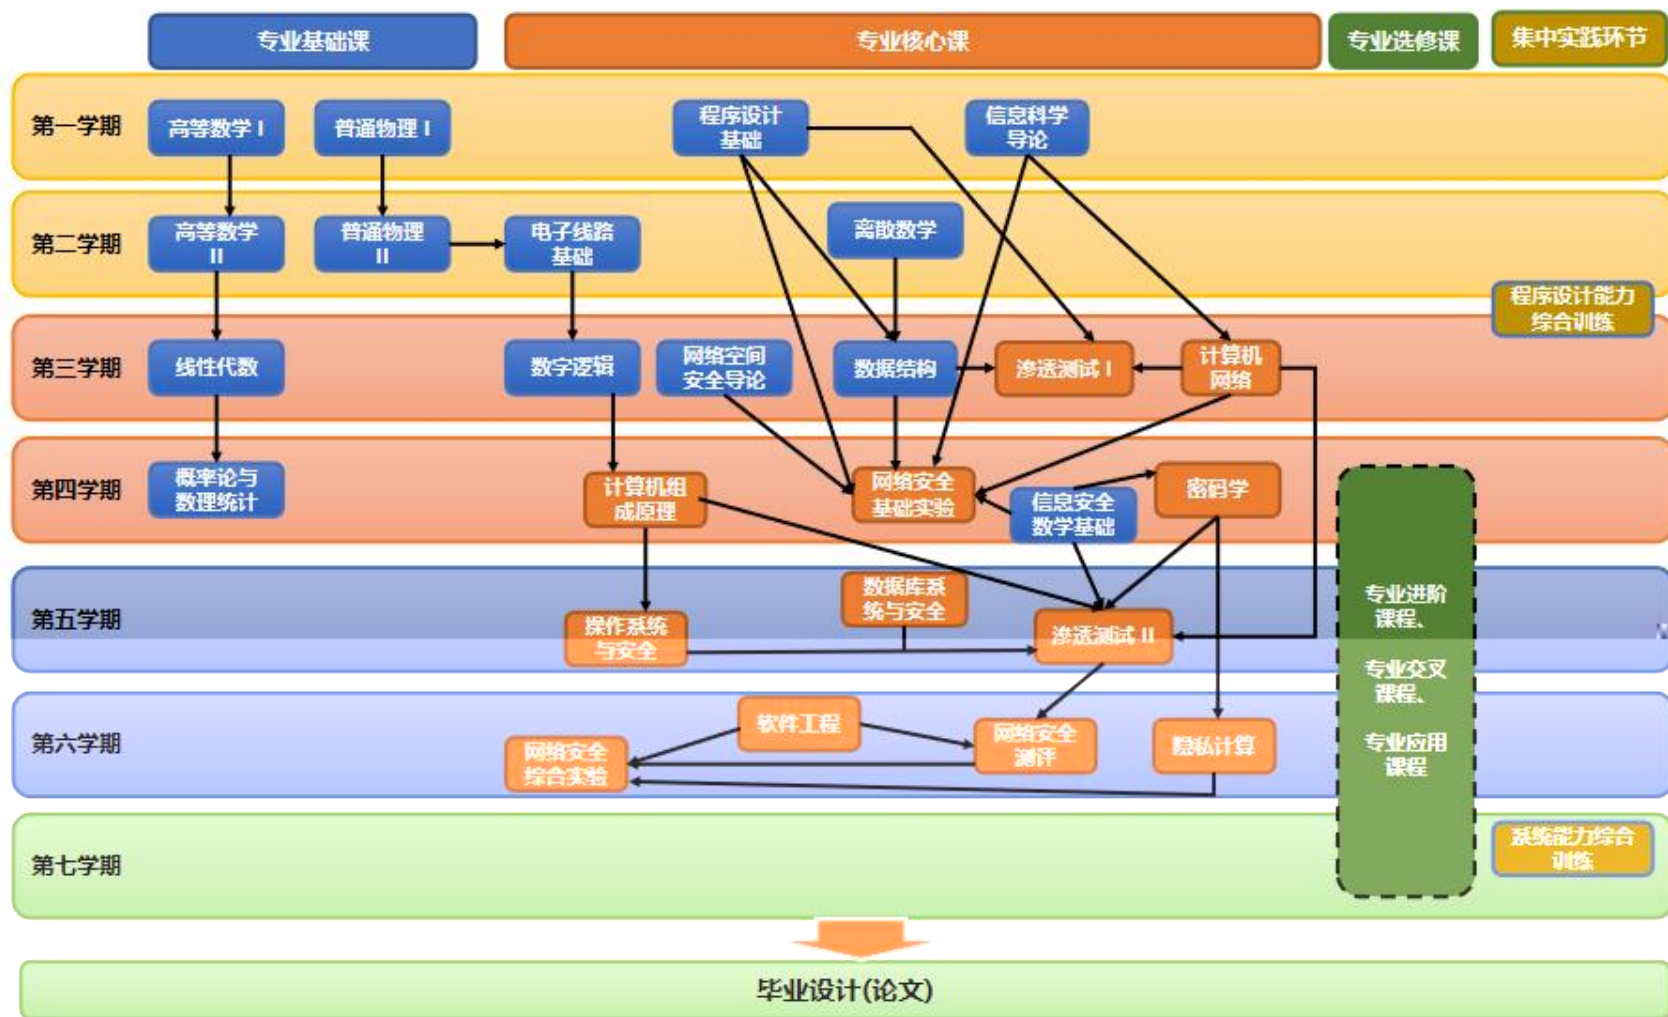 专业基础课
专业核心课
专业选修课
集中实践环节
第一学期
高等数学 I
普通物理 I
程序设计
基础
信息科学
导论
第二学期
高等数学
II
普通物理
II
电子线路
基础
离散数学
程序设计能力
综合训练
第三学期
线性代数
数字逻辑
网络空间
安全导论
数据结构
渗透测试 I
计算机
网络
第四学期
概率论与
数理统计
计算机组
成原理
网络安全
基础实验
信息安全
数学基础
密码学
第五学期
操作系统
与安全
数据库系
统与安全
渗透测试 II
专业进阶
课程、
专业交叉
课程、
专业应用
课程
第六学期
网络安全
综合实验
软件工程
网络安全
测评
隐私计算
第七学期
系统能力综合
训练
毕业设计(论文)